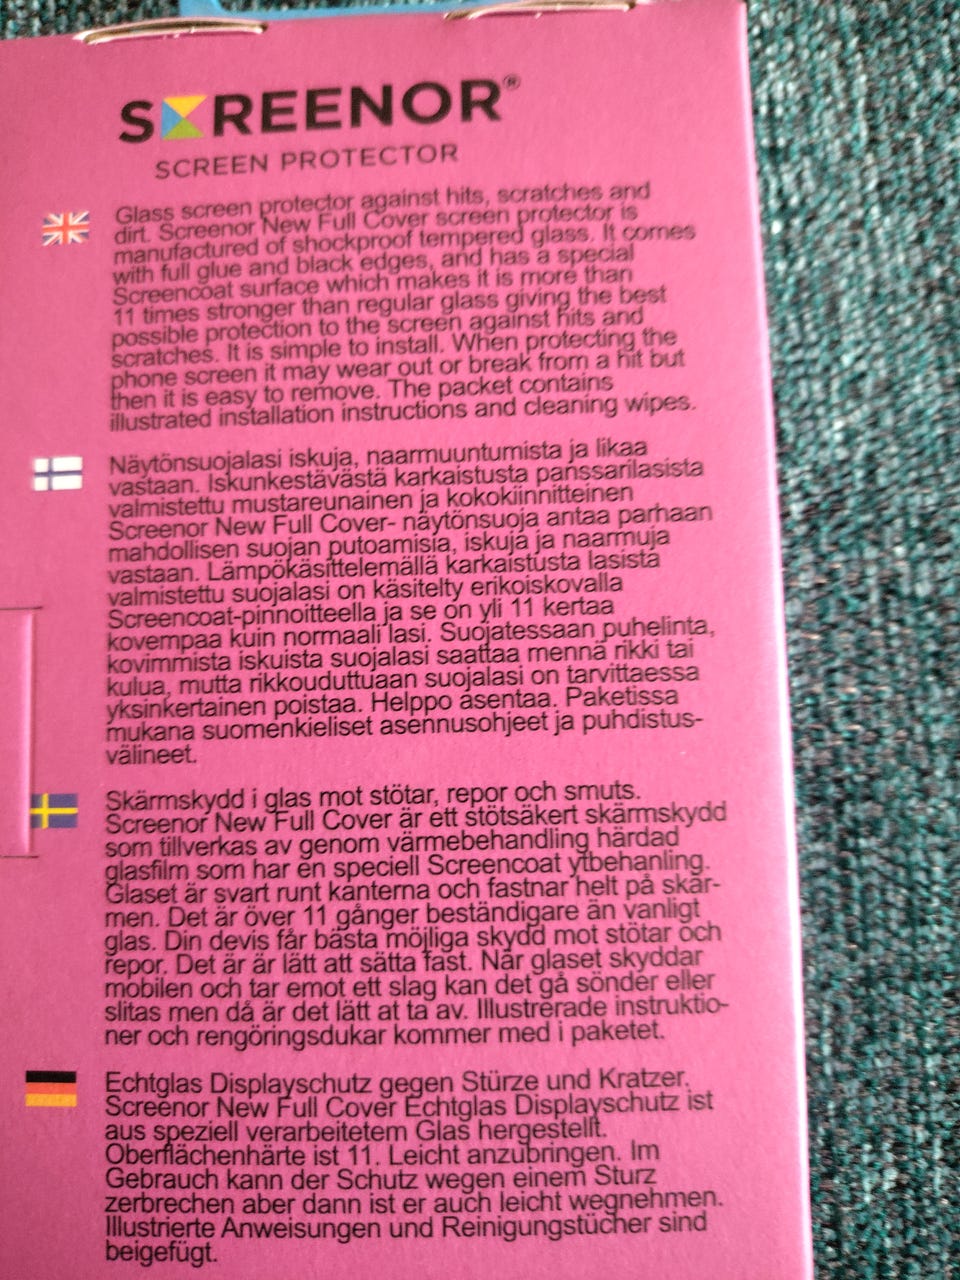 SCREENOR®
SCREEN PROTECTOR
Glass screen protector against hits, scratches and
dirt. Screenor New Full Cover screen protector is
manufactured of shockproof tempered glass. It comes
with full glue and black edges, and has a special
Screencoat surface which makes it is more than
11 times stronger than regular glass giving the best
possible protection to the screen against hits and
scratches. It is simple to install. When protecting the
phone screen it may wear out or break from a hit but
then it is easy to remove. The packet contains
illustrated installation instructions and cleaning wipes.
Näytönsuojalasi iskuja, naarmuuntumista ja likaa
vastaan. Iskunkestävästä karkaistusta panssarilasista
valmistettu mustareunainen ja kokokiinnitteinen
Screenor New Full Cover- näytönsuoja antaa parhaan
mahdollisen suojan putoamisia, iskuja ja naarmuja
vastaan. Lämpökäsittelemällä karkaistusta lasista
valmistettu suojalasi on käsitelty erikoiskovalla
Screencoat-pinnoitteella ja se on yli 11 kertaa
kovempaa kuin normaali lasi. Suojatessaan puhelinta,
kovimmista iskuista suojalasi saattaa mennä rikki tai
kulua, mutta rikkouduttuaan suojalasi on tarvittaessa
yksinkertainen poistaa. Helppo asentaa. Paketissa
mukana suomenkieliset asennusohjeet ja puhdistus-
välineet.
Skärmskydd i glas mot stötar, repor och smuts.
Screenor New Full Cover är ett stötsäkert skärmskydd
som tillverkas av genom värmebehandling härdad
glasfilm som har en speciell Screencoat ytbehanling.
Glaset är svart runt kanterna och fastnar helt på skär-
men. Det är över 11 gånger beständigare än vanligt
glas. Din devis får bästa möjliga skydd mot stötar och
repor. Det är är lätt att sätta fast. När glaset skyddar
mobilen och tar emot ett slag kan det gå sönder eller
slitas men då är det lätt at ta av. Illustrerade instruktio-
ner och rengöringsdukar kommer med i paketet.
Echtglas Displayschutz gegen Stürze und Kratzer.
Screenor New Full Cover Echtglas Displayschutz ist
aus speziell verarbeitetem Glas hergestellt.
Oberflächenhärte ist 11. Leicht anzubringen. Im
Gebrauch kann der Schutz wegen einem Sturz
zerbrechen aber dann ist er auch leicht wegnehmen.
Illustrierte Anweisungen und Reinigungstücher sind
beigefügt.